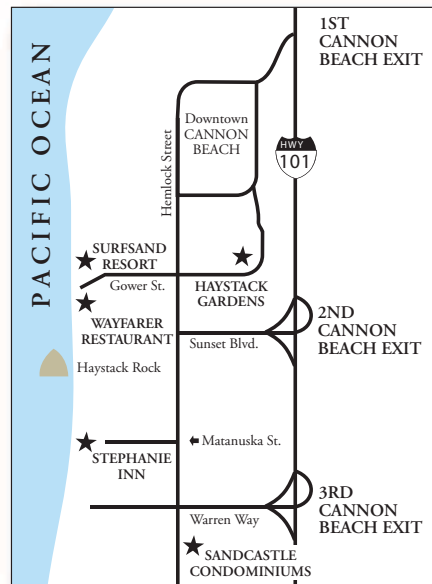 1ST
CANNON
BEACH EXIT
Downtown
CANNON
BEACH
HWY
101
PACIFIC OCEAN
Hemlock Street
SURFSAND
RESORT
Gower St.
HAYSTACK
GARDENS
WAYFARER
RESTAURANT
Sunset Blvd.
2ND
CANNON
BEACH EXIT
Haystack Rock
Matanuska St.
STEPHANIE
INN
Warren Way
3RD
CANNON
BEACH EXIT
SANDCASTLE
CONDOMINIUMS